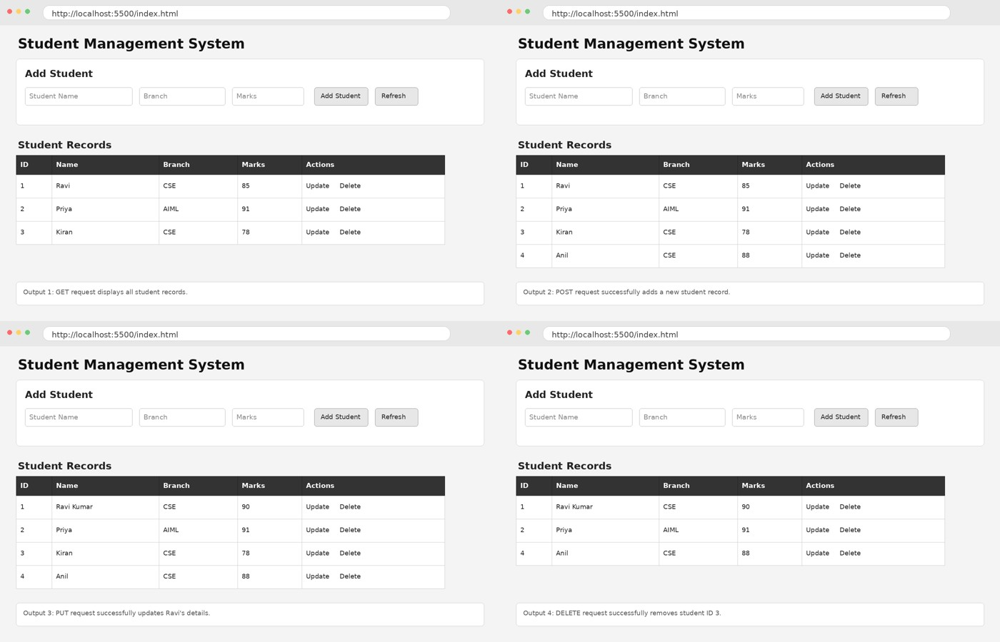 http://localhost:5500/index.html
Student Management System
Add Student
Student Name Branch Marks Add Student Refresh
Student Records
ID Name Branch Marks Actions
1 Ravi CSE 85 Update Delete
2 Priya AIML 91 Update Delete
3 Kiran CSE 78 Update Delete
Output 1: GET request displays all student records.
http://localhost:5500/index.html
Student Management System
Add Student
Student Name Branch Marks Add Student Refresh
Student Records
ID Name Branch Marks Actions
1 Ravi CSE 85 Update Delete
2 Priya AIML 91 Update Delete
3 Kiran CSE 78 Update Delete
4 Anil CSE 88 Update Delete
Output 2: POST request successfully adds a new student record.
http://localhost:5500/index.html
Student Management System
Add Student
Student Name Branch Marks Add Student Refresh
Student Records
ID Name Branch Marks Actions
1 Ravi Kumar CSE 90 Update Delete
2 Priya AIML 91 Update Delete
3 Kiran CSE 78 Update Delete
4 Anil CSE 88 Update Delete
Output 3: PUT request successfully updates Ravi's details.
http://localhost:5500/index.html
Student Management System
Add Student
Student Name Branch Marks Add Student Refresh
Student Records
ID Name Branch Marks Actions
1 Ravi Kumar CSE 90 Update Delete
2 Priya AIML 91 Update Delete
4 Anil CSE 88 Update Delete
Output 4: DELETE request successfully removes student ID 3.